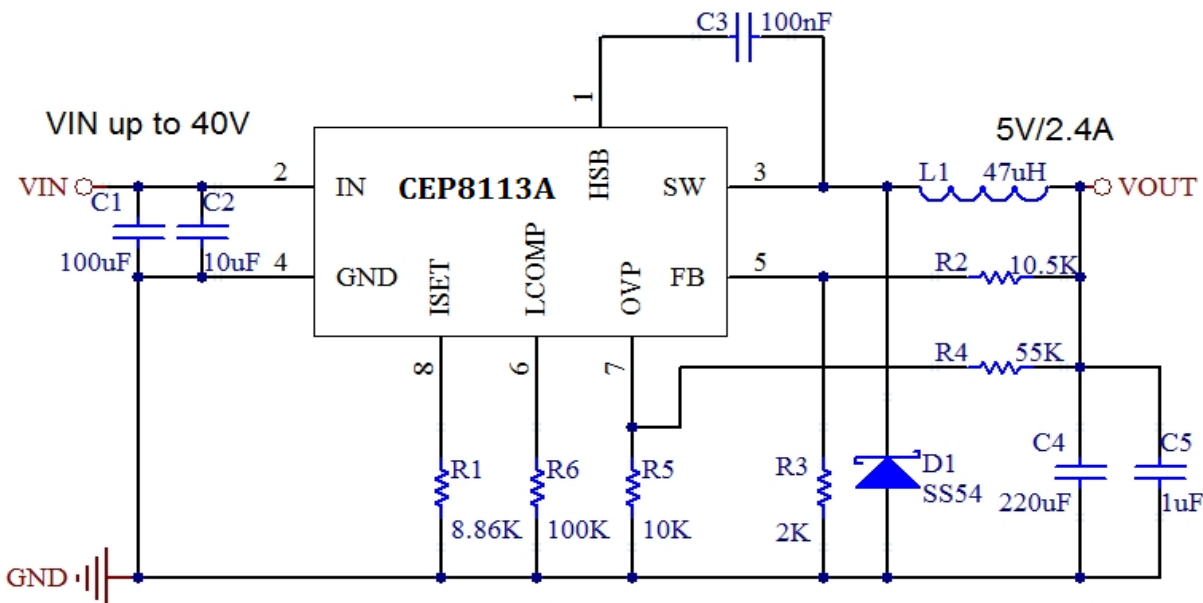 C3 100nF
1
VIN up to 40V
5V/2.4A
VIN
C1
C2
100uF
10uF
2
4
IN
GND
CEP8113A
HSB
SW
FB
ISET
LCOMP
OVP
3
5
L1 47uH
VOUT
R2 10.5K
R4 55K
8
6
7
R1
8.86K
R6
100K
R5
10K
R3
2K
D1
SS54
C4
220uF
C5
1uF
GND